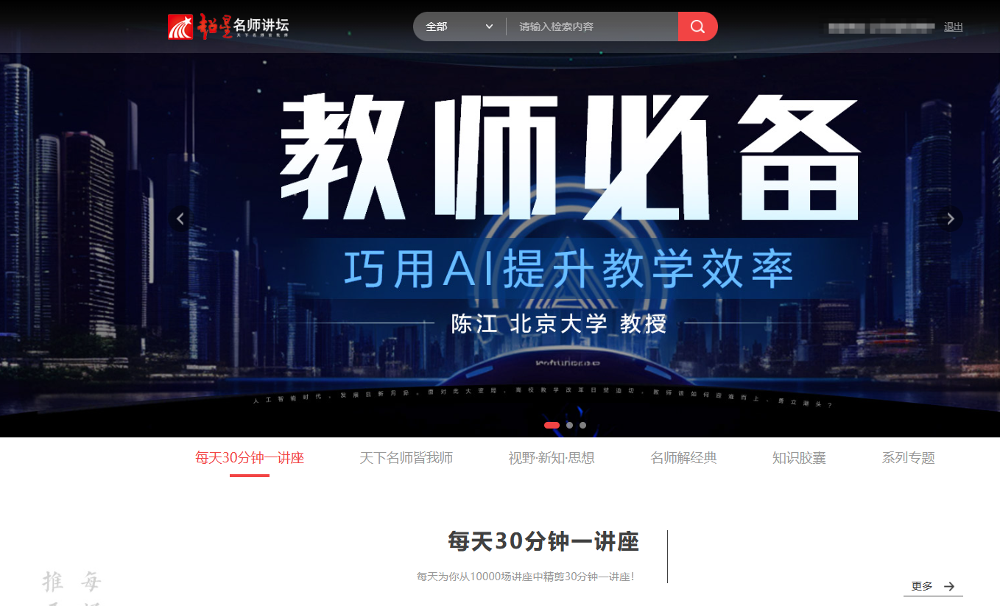 超星名师讲坛
天下名师皆我师
全部
请输入检索内容
退出
教师必备
巧用AI提升教学效率
陈江 北京大学 教授
人工智能时代，发展日新月异。面对此大变局，高校教学改革日益迫切。教师该如何迎难而上，勇立潮头？
每天30分钟一讲座
天下名师皆我师
视野·新知·思想
名师解经典
知识胶囊
系列专题
每天30分钟一讲座
每天为你从10000场讲座中精剪30分钟一讲座！
每
推
更多